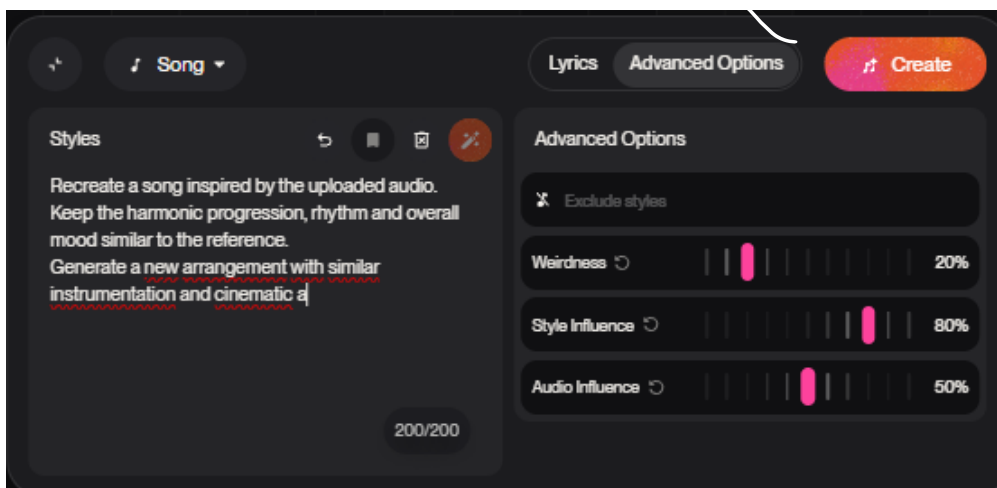 Song
Lyrics
Advanced Options
Create
Styles
Recreate a song inspired by the uploaded audio.
Keep the harmonic progression, rhythm and overall
mood similar to the reference.
Generate a new arrangement with similar
instrumentation and cinematic a
200/200
Advanced Options
Exclude styles
Weirdness
20%
Style Influence
80%
Audio Influence
50%